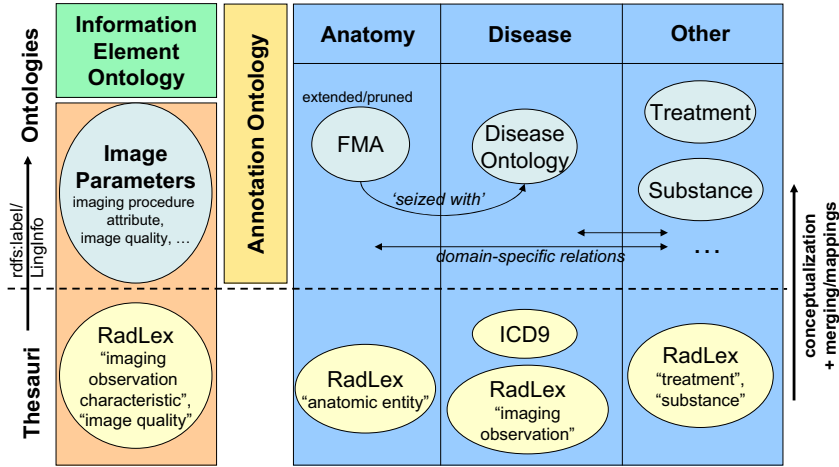 Information
Element
Ontology
Annotation Ontology
Anatomy
Disease
Other
Ontologies
rdfs:label/
LingInfo
Thesauri
Image
Parameters
imaging procedure
attribute,
image quality, …
extended/pruned
FMA
Disease
Ontology
Treatment
Substance
‘seized with’
domain-specific relations
…
RadLex
“imaging
observation
characteristic”,
“image quality”
RadLex
“anatomic entity”
ICD9
RadLex
“imaging
observation”
RadLex
“treatment”,
“substance”
conceptualization
+ merging/mappings